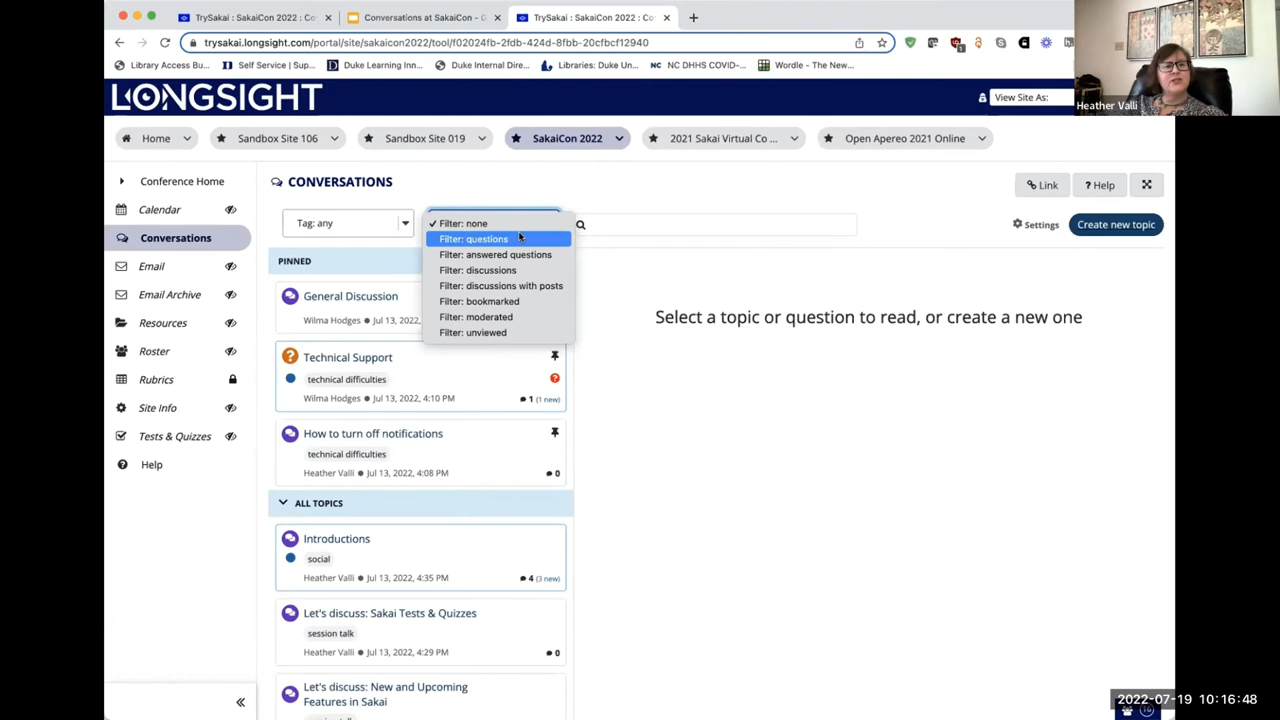 TrySakai : SakaiCon 2022 : Co
Conversations at SakaiCon - G
TrySakai : SakaiCon 2022 : Co
trysakai.longsight.com/portal/site/sakaicon2022/tool/f02024fb-2fdb-424d-8fbb-20cfbcf12940
Library Access Bu...
Self Service | Sup...
Duke Learning Inn...
Duke Internal Dire...
Libraries: Duke Un...
NC DHHS COVID-...
Wordle - The New...
Heather Valli
LONGSIGHT
View Site As:
Home
Sandbox Site 106
Sandbox Site 019
SakaiCon 2022
2021 Sakai Virtual Co ...
Open Apereo 2021 Online
Conference Home
Calendar
Conversations
Email
Email Archive
Resources
Roster
Rubrics
Site Info
Tests & Quizzes
Help
CONVERSATIONS
Link
? Help
Tag: any
Filter: none
Filter: questions
Filter: answered questions
Filter: discussions
Filter: discussions with posts
Filter: bookmarked
Filter: moderated
Filter: unviewed
Settings
Create new topic
PINNED
General Discussion
Wilma Hodges ● Jul 13, 2022,
Technical Support
technical difficulties
Wilma Hodges ● Jul 13, 2022, 4:10 PM
1 (1 new)
How to turn off notifications
technical difficulties
Heather Valli ● Jul 13, 2022, 4:08 PM
0
ALL TOPICS
Introductions
social
Heather Valli ● Jul 13, 2022, 4:35 PM
4 (3 new)
Let's discuss: Sakai Tests & Quizzes
session talk
Heather Valli ● Jul 13, 2022, 4:29 PM
0
Let's discuss: New and Upcoming
Features in Sakai
Select a topic or question to read, or create a new one
2022-07-19 10:16:48